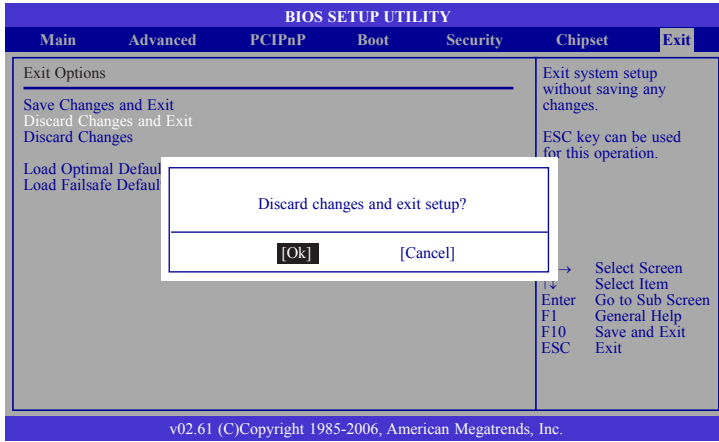 BIOS SETUP UTILITY
Main Advanced PCIPnP Boot Security Chipset Exit
Exit Options
Save Changes and Exit
Discard Changes and Exit
Discard Changes
Load Optimal Defaul
Load Failsafe Defaul
Discard changes and exit setup?
[Ok] [Cancel]
Exit system setup
without saving any
changes.
ESC key can be used
for this operation.
→ Select Screen
↑↓ Select Item
Enter Go to Sub Screen
F1 General Help
F10 Save and Exit
ESC Exit
v02.61 (C)Copyright 1985-2006, American Megatrends, Inc.